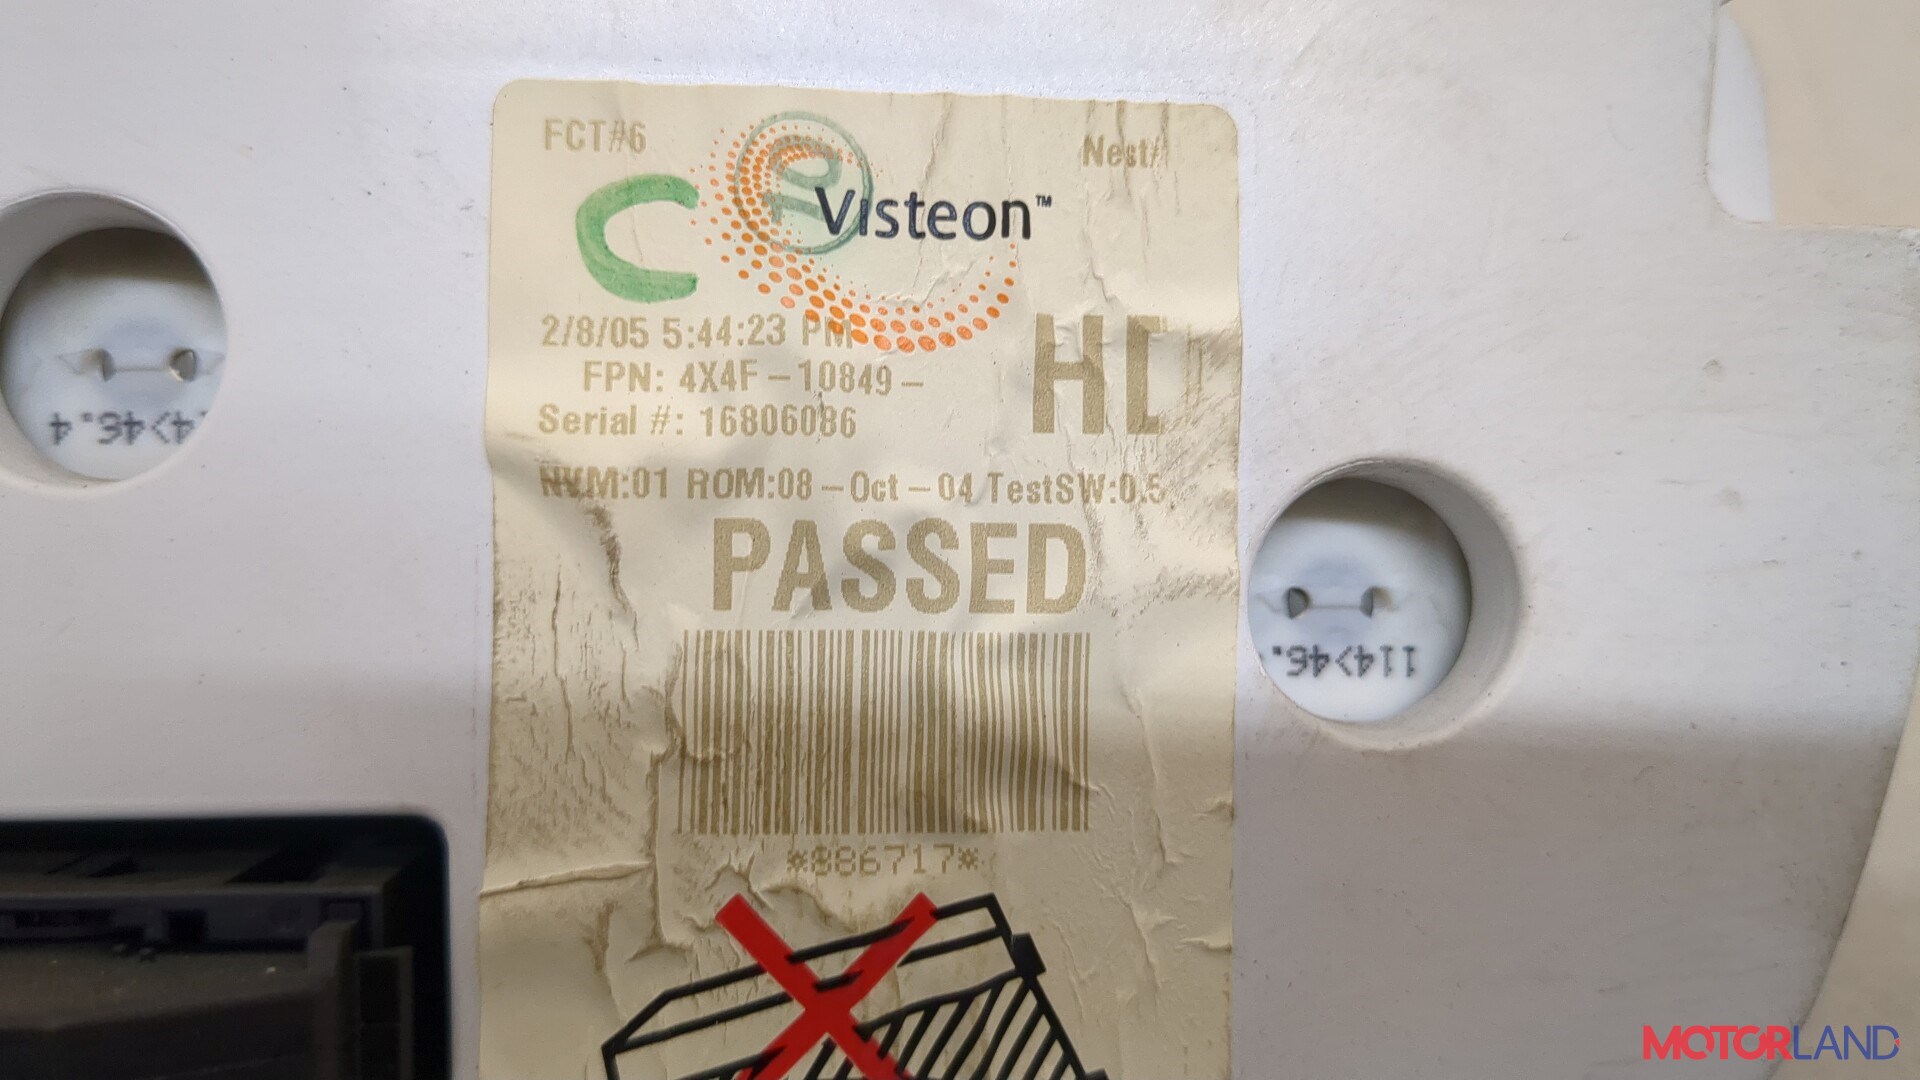 FCT#6
Nest#
C
10
Visteon™
2/8/05 5:44:23 PM
FPN: 4X4F-10849-
Serial #: 16806086
NVM:01 ROM:08-Oct-04 TestSW:0.5
PASSED
*886717*
114>46.
MOTORLAND